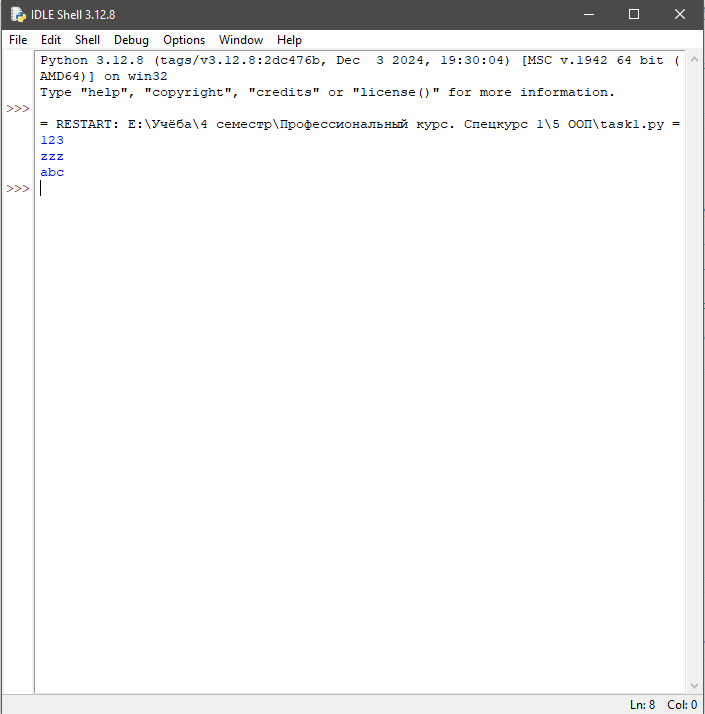 IDLE Shell 3.12.8
File Edit Shell Debug Options Window Help
Python 3.12.8 (tags/v3.12.8:2dc476b, Dec  3 2024, 19:30:04) [MSC v.1942 64 bit (
AMD64)] on win32
Type "help", "copyright", "credits" or "license()" for more information.
>>>
= RESTART: E:\Учёба\4 семестр\Профессиональный курс. Спецкурс 1\5 ООП\task1.py =
123
zzz
abc
>>>
Ln: 8 Col: 0